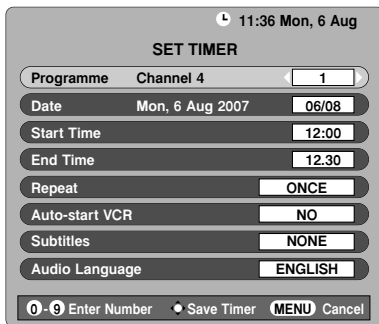 11:36 Mon, 6 Aug
SET TIMER
Programme Channel 4 1
Date Mon, 6 Aug 2007 06/08
Start Time 12:00
End Time 12.30
Repeat ONCE
Auto-start VCR NO
Subtitles NONE
Audio Language ENGLISH
0-9 Enter Number Save Timer MENU Cancel